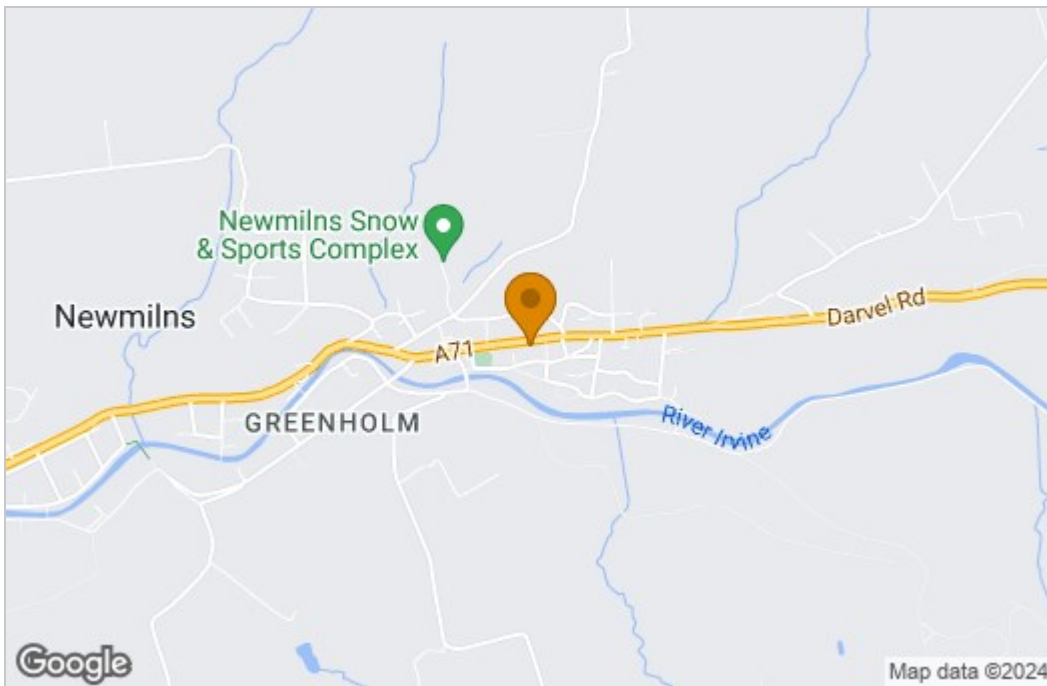 Newmilns Snow
& Sports Complex
Newmilns
A71
Darvel Rd
GREENHOLM
River Irvine
Google
Map data ©2024